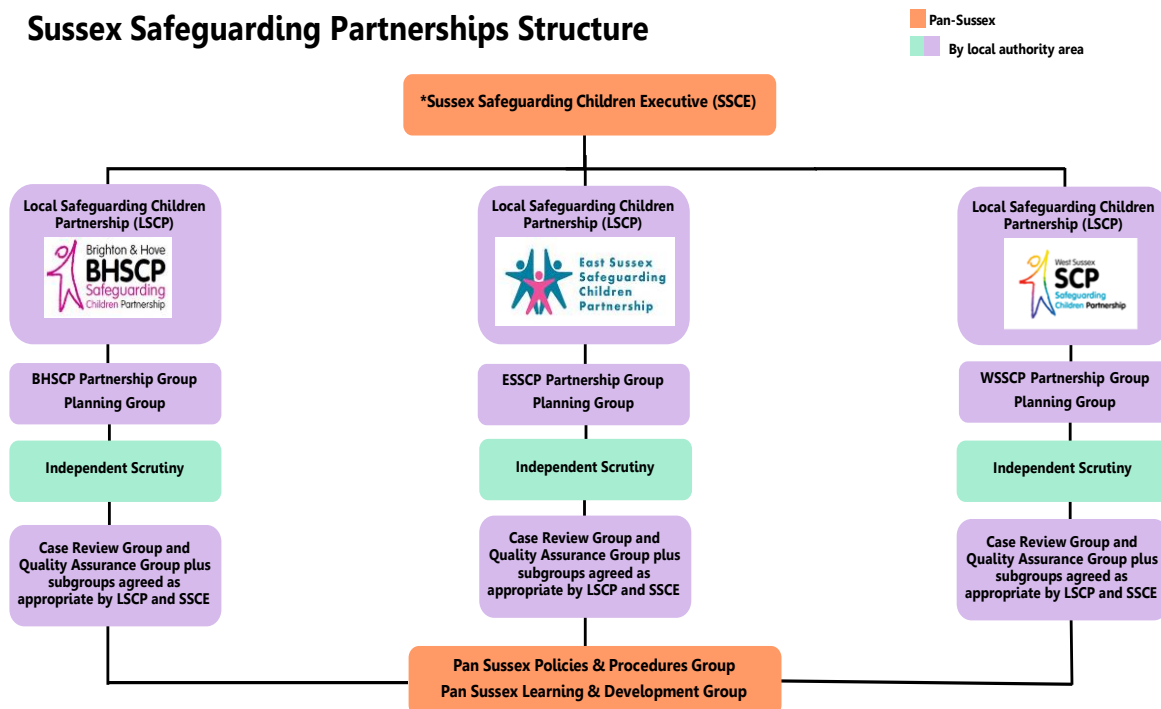 Sussex Safeguarding Partnerships Structure
Pan-Sussex
By local authority area
*Sussex Safeguarding Children Executive (SSCE)
Local Safeguarding Children
Partnership (LSCP)
Brighton & Hove
BHSCP
Safeguarding
Children Partnership
BHSCP Partnership Group
Planning Group
Independent Scrutiny
Case Review Group and
Quality Assurance Group plus
subgroups agreed as
appropriate by LSCP and SSCE
Local Safeguarding Children
Partnership (LSCP)
East Sussex
Safeguarding
Children
Partnership
ESSCP Partnership Group
Planning Group
Independent Scrutiny
Case Review Group and
Quality Assurance Group plus
subgroups agreed as
appropriate by LSCP and SSCE
Local Safeguarding Children
Partnership (LSCP)
West Sussex
SCP
Safeguarding
Children Partnership
WSSCP Partnership Group
Planning Group
Independent Scrutiny
Case Review Group and
Quality Assurance Group plus
subgroups agreed as
appropriate by LSCP and SSCE
Pan Sussex Policies & Procedures Group
Pan Sussex Learning & Development Group